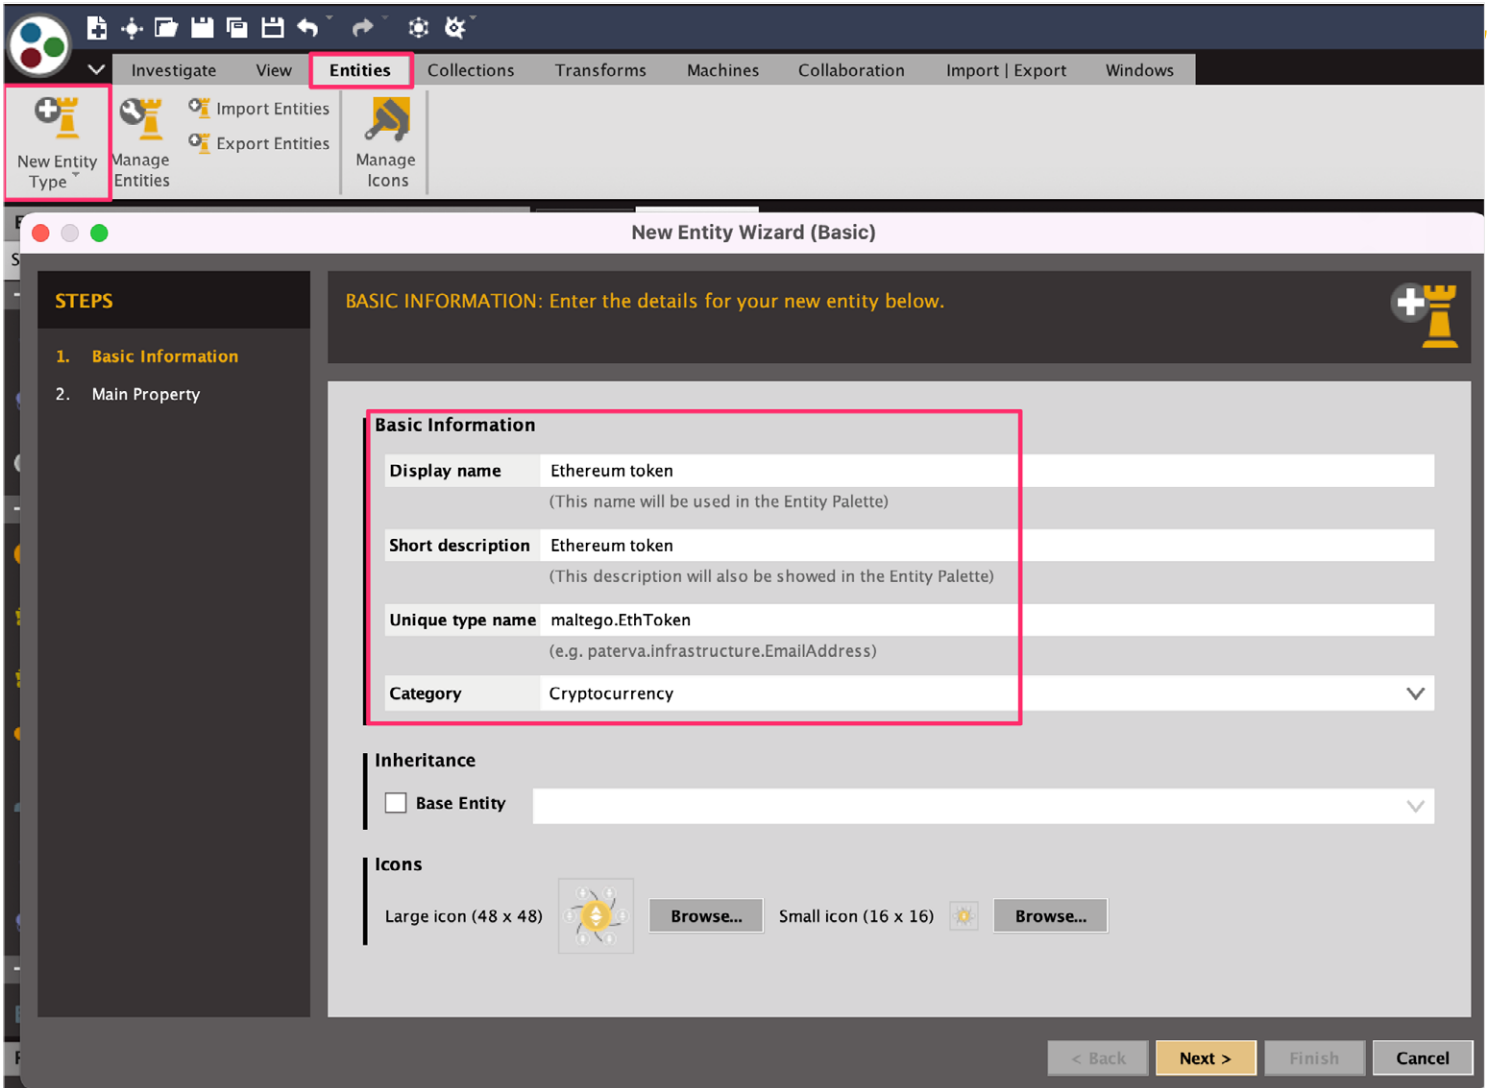 Investigate View Entities Collections Transforms Machines Collaboration Import | Export Windows
New Entity Type
Manage Entities
Import Entities
Export Entities
Manage Icons
New Entity Wizard (Basic)
STEPS
1. Basic Information
2. Main Property
BASIC INFORMATION: Enter the details for your new entity below.
Basic Information
Display name Ethereum token
(This name will be used in the Entity Palette)
Short description Ethereum token
(This description will also be showed in the Entity Palette)
Unique type name maltego.EthToken
(e.g. paterva.infrastructure.EmailAddress)
Category Cryptocurrency
Inheritance
Base Entity
Icons
Large icon (48 x 48) Browse... Small icon (16 x 16) Browse...
< Back Next > Finish Cancel